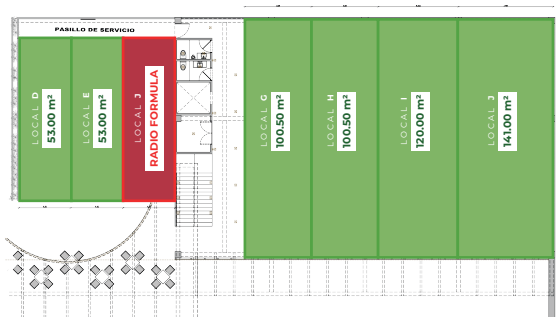 PASILLO DE SERVICIO
LOCAL D
53.00 m²
LOCAL E
53.00 m²
LOCAL J
RADIO FORMULA
LOCAL G
100.50 m²
LOCAL H
100.50 m²
LOCAL I
120.00 m²
LOCAL J
141.00 m²